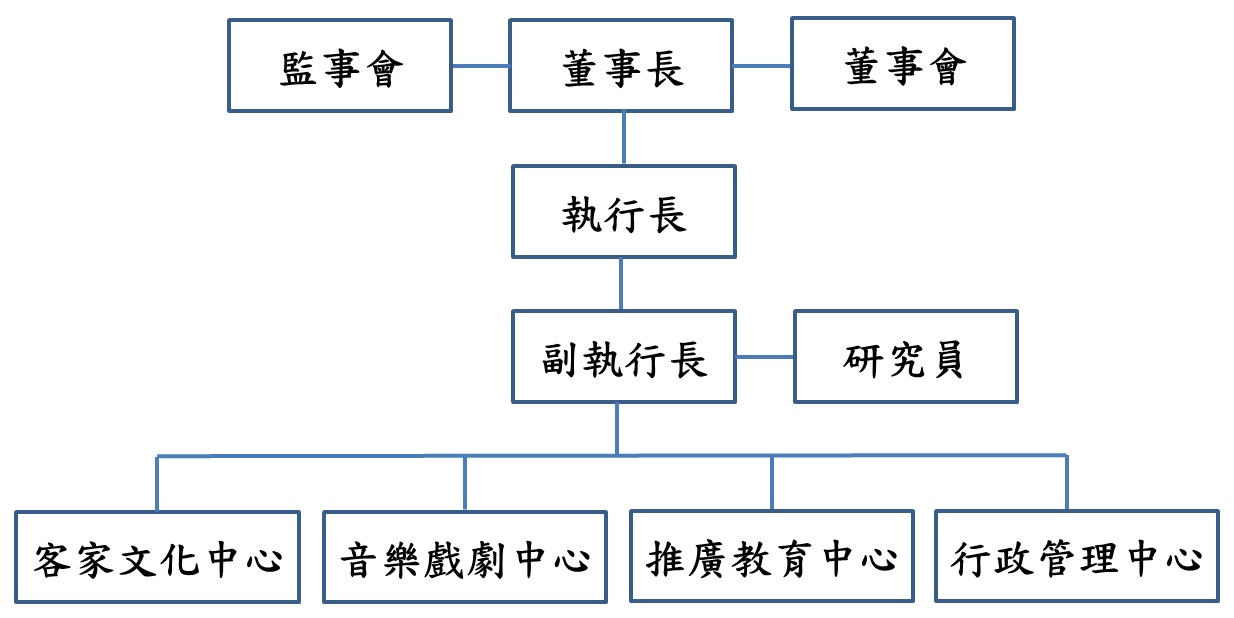 監事會
董事長
董事會
執行長
副執行長
研究員
客家文化中心
音樂戲劇中心
推廣教育中心
行政管理中心